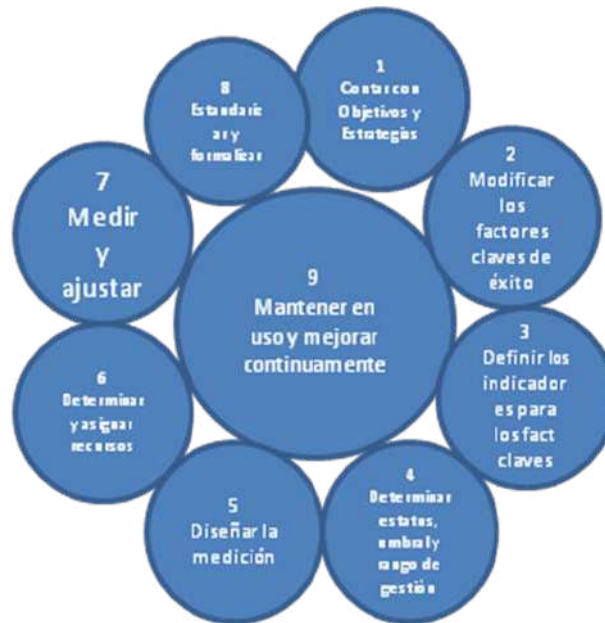 1
Contar con
Objetivos y
Estrategias
2
Modificar
los
factores
claves de
éxito
3
Definir los
indicador
es para
los fact
claves
4
Determinar
estatus,
umbral y
rango de
gestión
5
Diseñar la
medición
6
Determinar
y asignar
recursos
7
Medir
y
ajustar
8
Estandariz
ar y
formalizar
9
Mantener en
uso y mejorar
continuamente